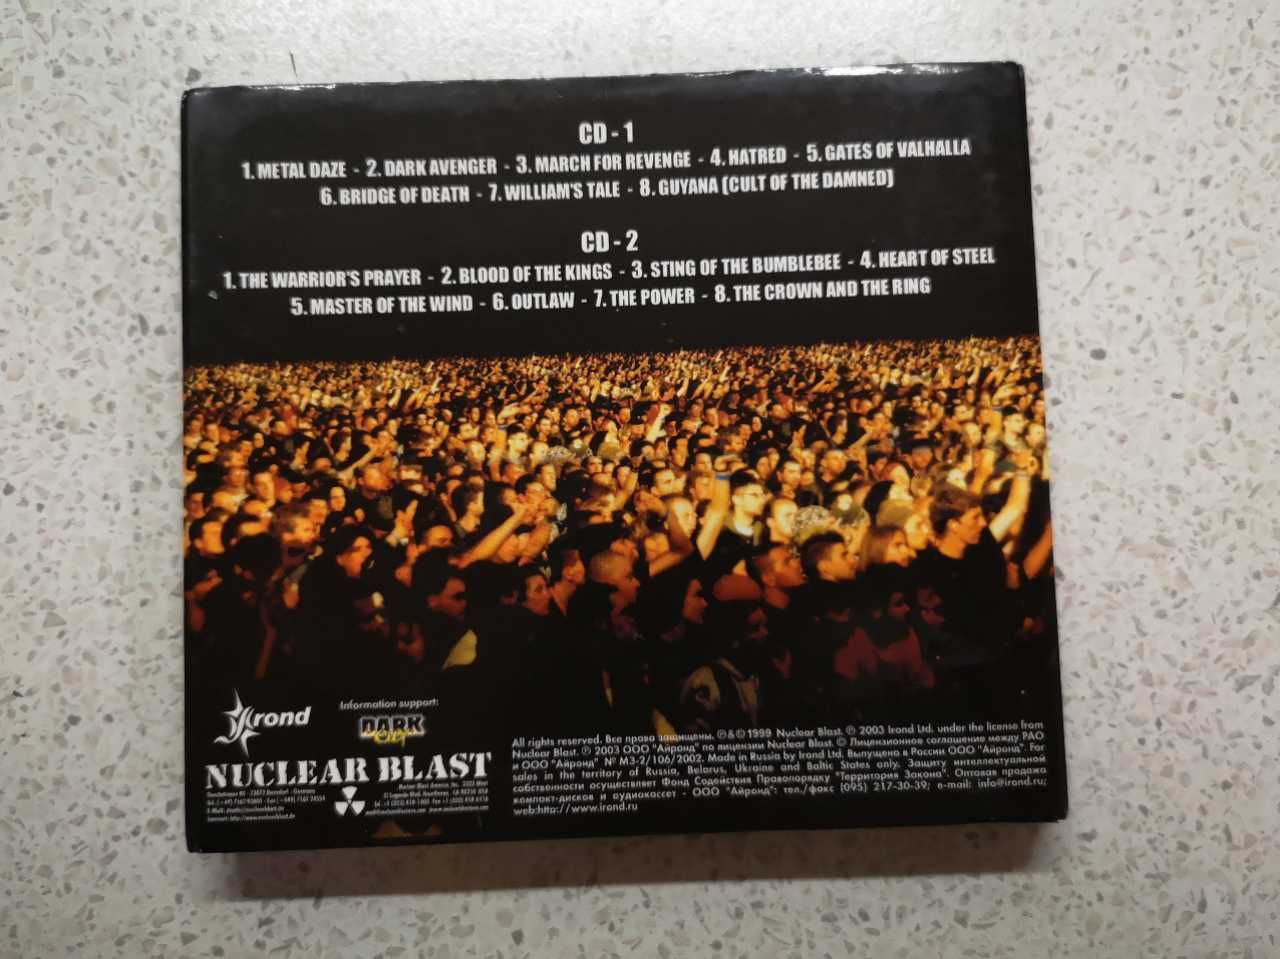 CD - 1
1. METAL DAZE - 2. DARK AVENGER - 3. MARCH FOR REVENGE - 4. HATRED - 5. GATES OF VALHALLA
6. BRIDGE OF DEATH - 7. WILLIAM'S TALE - 8. GUYANA (CULT OF THE DAMNED)
CD - 2
1. THE WARRIOR'S PRAYER - 2. BLOOD OF THE KINGS - 3. STING OF THE BUMBLEBEE - 4. HEART OF STEEL
5. MASTER OF THE WIND - 6. OUTLAW - 7. THE POWER - 8. THE CROWN AND THE RING
Irond
Information support:
DARK
City
NUCLEAR BLAST
All rights reserved. Все права защищены. ℗&© 1999 Nuclear Blast. ℗ 2003 Irond Ltd. under the license from
Nuclear Blast. ℗ 2003 ООО "Айронд" по лицензии Nuclear Blast. © Лицензионное соглашение между РАО
и ООО "Айронд" № МЗ-2/106/2002. Made in Russia by Irond Ltd. Выпущено в России ООО "Айронд". For
sales in the territory of Russia, Belarus, Ukraine and Baltic States only. Защиту интеллектуальной
собственности осуществляет Фонд Содействия Правопорядку "Территория Закона". Оптовая продажа
компакт-дисков и аудиокассет - ООО "Айронд": тел./факс (095) 217-30-39; e-mail: info@irond.ru;
web:http://www.irond.ru